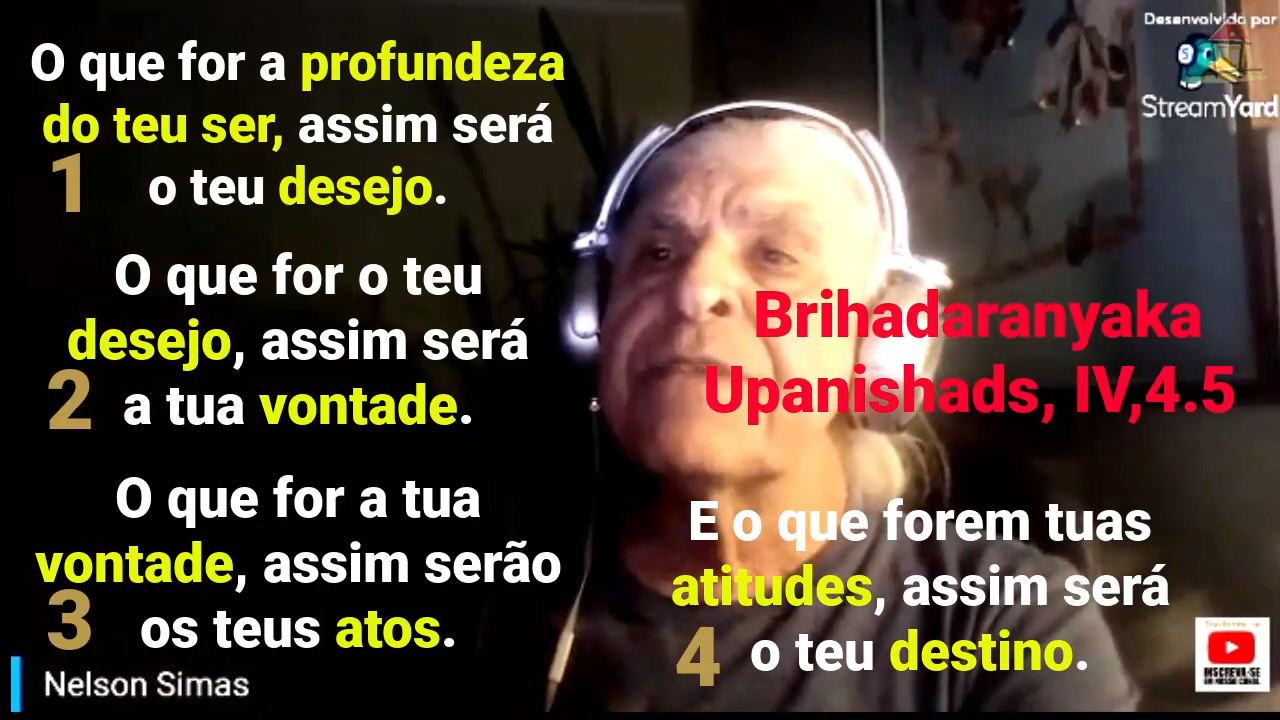 O que for a profundeza
do teu ser, assim será
1 o teu desejo.
O que for o teu
desejo, assim será
2 a tua vontade.
O que for a tua
vontade, assim serão
3 os teus atos.
Nelson Simas
Desenvolvido por
S
StreamYard
Brihadaranyaka
Upanishads, IV,4.5
E o que forem tuas
atitudes, assim será
4 o teu destino.
INSCREVA-SE